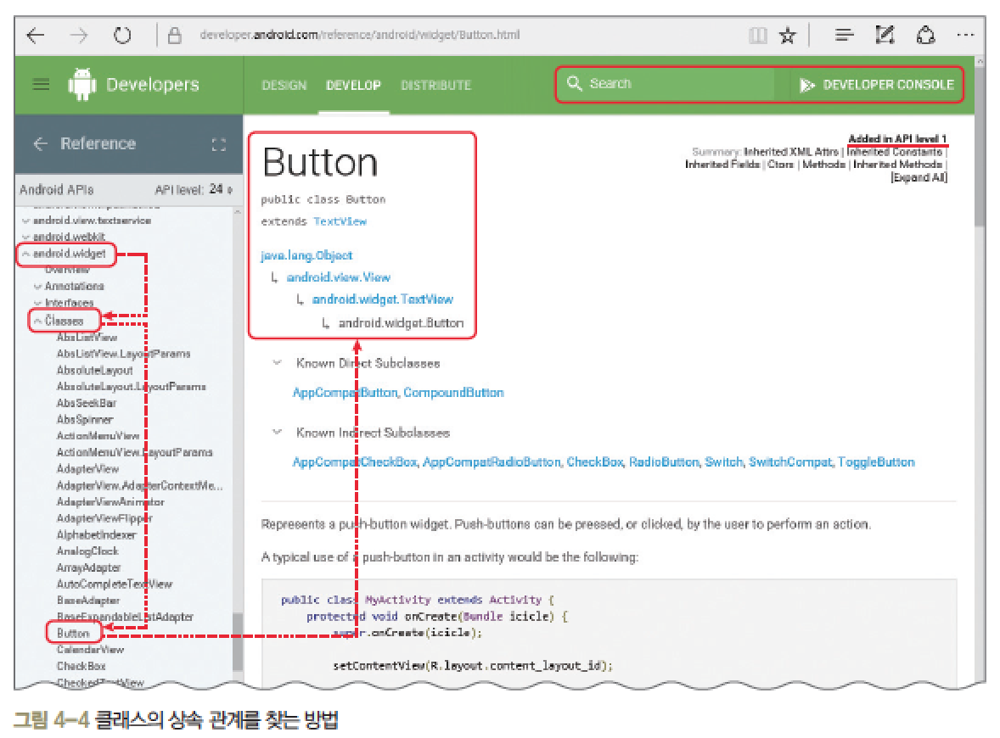 developer.android.com/reference/android/widget/Button.html
Developers
DESIGN DEVELOP DISTRIBUTE
Search
DEVELOPER CONSOLE
Reference
Android APIs API level: 24
android.view.textservice
android.webkit
android.widget
Overview
Annotations
Interfaces
Classes
AbsListView
AbsListView.LayoutParams
AbsoluteLayout
AbsoluteLayout.LayoutParams
AbsSeekBar
AbsSpinner
ActionMenuView
ActionMenuView.LayoutParams
AdapterView
AdapterView.AdapterContextMe...
AdapterViewAnimator
AdapterViewFlipper
AlphabetIndexer
AnalogClock
ArrayAdapter
AutoCompleteTextView
BaseAdapter
BaseExpandableListAdapter
Button
CalendarView
CheckBox
CheckedTextView
Button
public class Button
extends TextView
java.lang.Object
android.view.View
android.widget.TextView
android.widget.Button
Added in API level 1
Summary: Inherited XML Attrs | Inherited Constants |
Inherited Fields | Ctors | Methods | Inherited Methods |
[Expand All]
Known Direct Subclasses
AppCompatButton, CompoundButton
Known Indirect Subclasses
AppCompatCheckBox, AppCompatRadioButton, CheckBox, RadioButton, Switch, SwitchCompat, ToggleButton
Represents a push-button widget. Push-buttons can be pressed, or clicked, by the user to perform an action.
A typical use of a push-button in an activity would be the following:
public class MyActivity extends Activity {
protected void onCreate(Bundle icicle) {
super.onCreate(icicle);
setContentView(R.layout.content_layout_id);
그림 4-4 클래스의 상속 관계를 찾는 방법